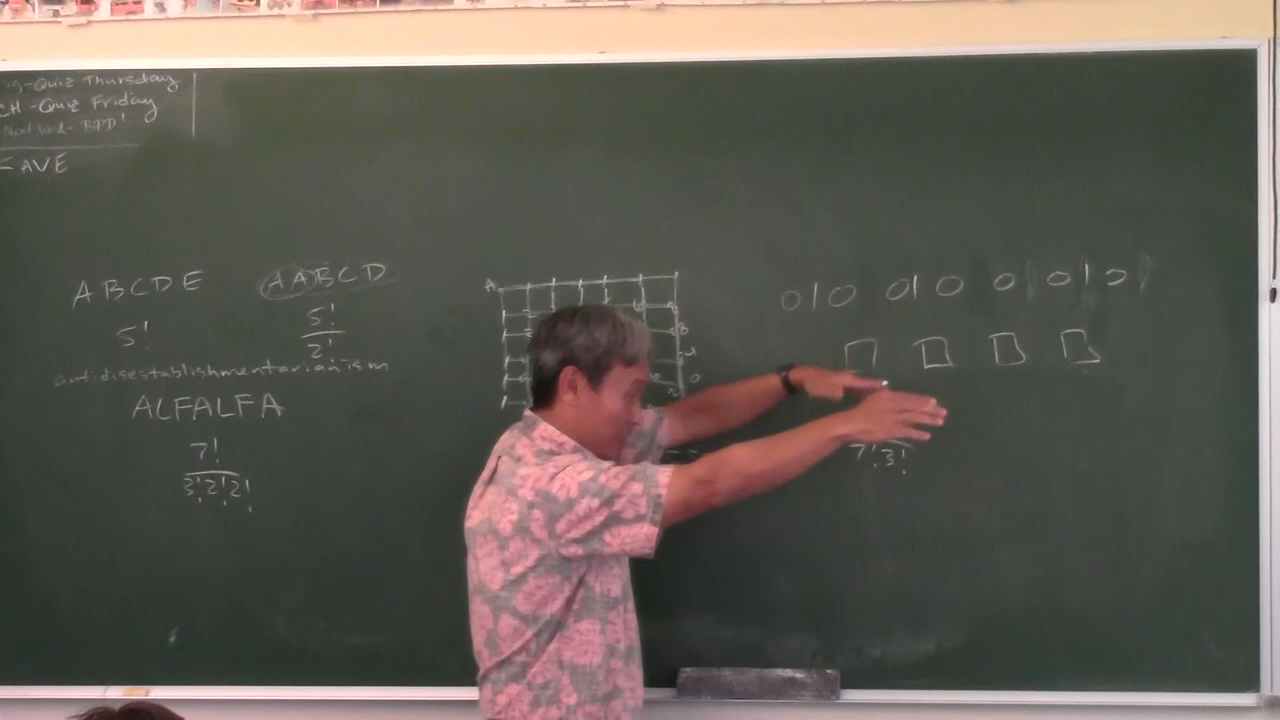 -Quiz Thursday
CH -Quiz Friday
EAVE
ABCDE
5!
AABCD
5!
2!
antidisestablishmentarianism
ALFALFA
7!
3!2!2!
A
0|0 0|0 0 0|0
7!3!